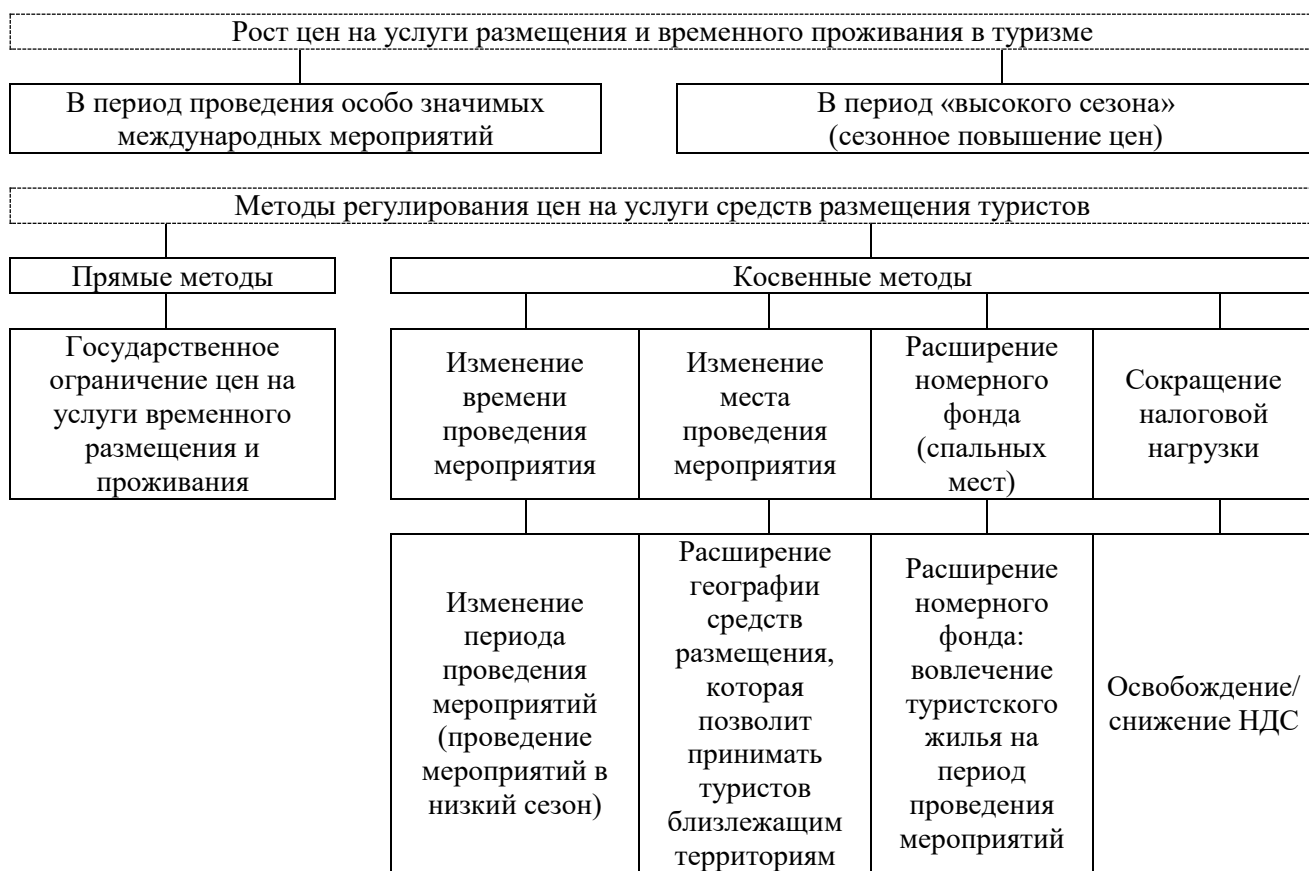 Рост цен на услуги размещения и временного проживания в туризме
В период проведения особо значимых
международных мероприятий
В период «высокого сезона»
(сезонное повышение цен)
Методы регулирования цен на услуги средств размещения туристов
Прямые методы
Косвенные методы
Государственное
ограничение цен на
услуги временного
размещения и
проживания
Изменение
времени
проведения
мероприятия
Изменение
места
проведения
мероприятия
Расширение
номерного
фонда
(спальных
мест)
Сокращение
налоговой
нагрузки
Изменение
периода
проведения
мероприятий
(проведение
мероприятий в
низкий сезон)
Расширение
географии
средств
размещения,
которая
позволит
принимать
туристов
близлежащим
территориям
Расширение
номерного
фонда:
вовлечение
туристского
жилья на
период
проведения
мероприятий
Освобождение/
снижение НДС